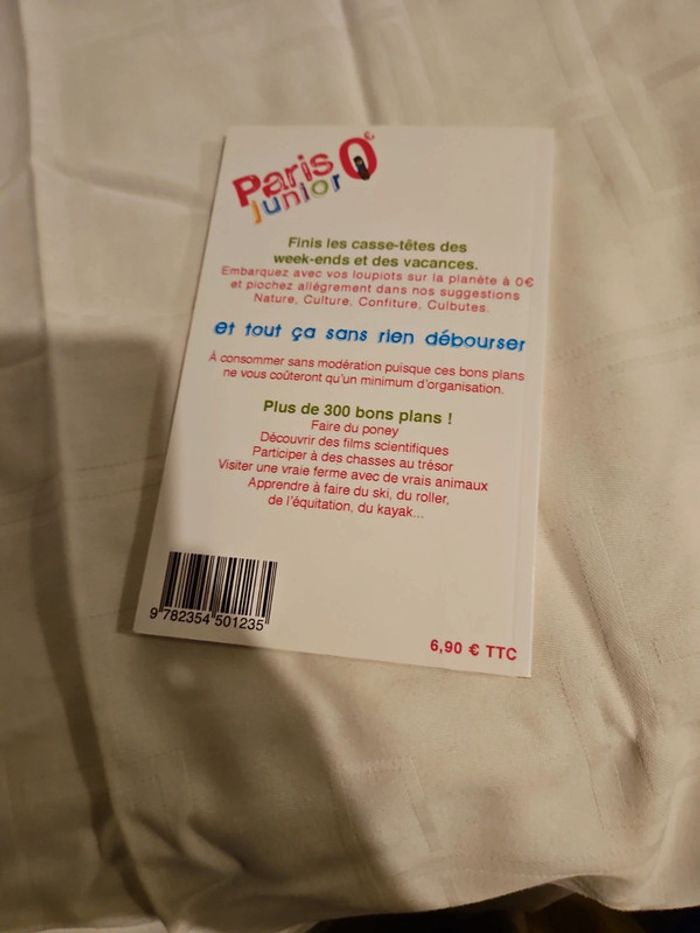 Paris 0€
junior
Finis les casse-têtes des
week-ends et des vacances.
Embarquez avec vos loupiots sur la planète à 0€
et piochez allégrement dans nos suggestions
Nature, Culture, Confiture, Culbutes.
et tout ça sans rien débourser
À consommer sans modération puisque ces bons plans
ne vous coûteront qu'un minimum d'organisation.
Plus de 300 bons plans !
Faire du poney
Découvrir des films scientifiques
Participer à des chasses au trésor
Visiter une vraie ferme avec de vrais animaux
Apprendre à faire du ski, du roller,
de l'équitation, du kayak...
9 782354 501235
6,90 € TTC